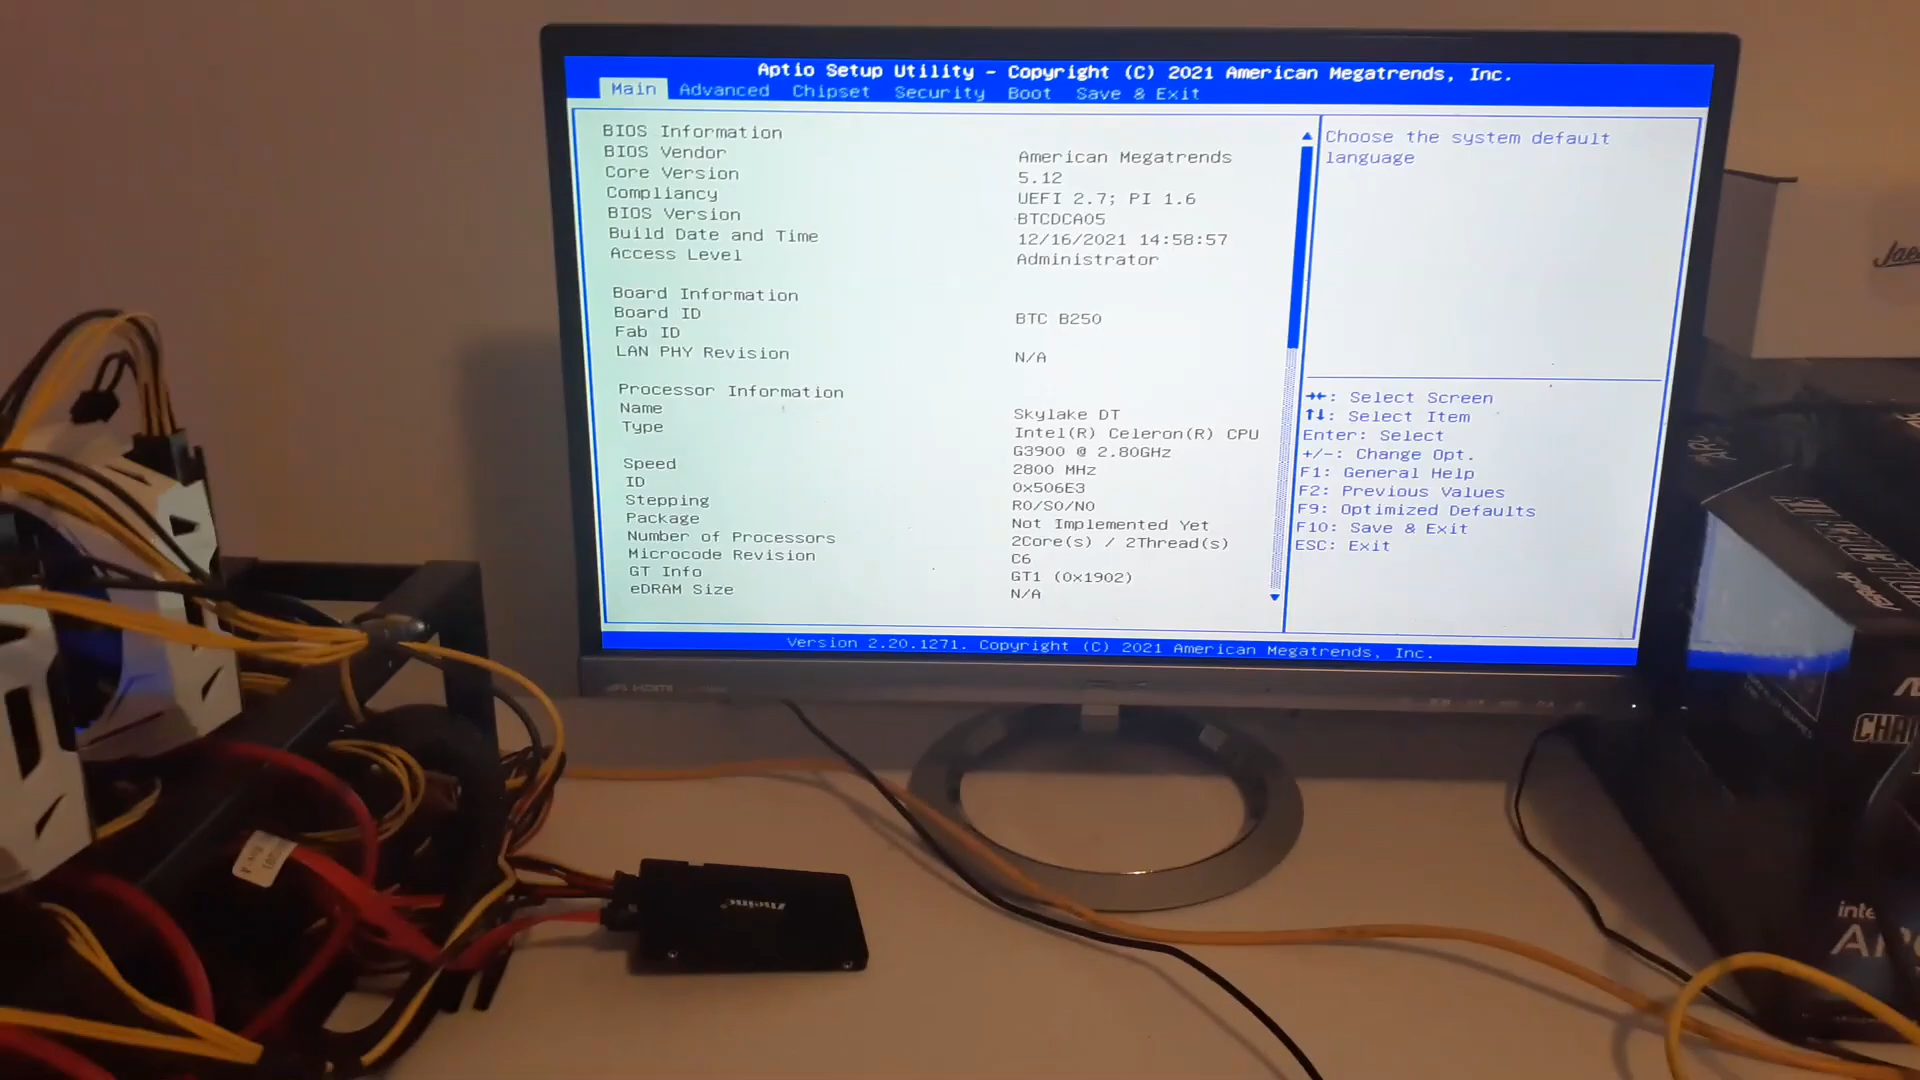 Aptio Setup Utility - Copyright (C) 2021 American Megatrends, Inc.
Main Advanced Chipset Security Boot Save & Exit
BIOS Information
BIOS Vendor American Megatrends
Core Version 5.12
Compliancy UEFI 2.7; PI 1.6
BIOS Version BTCDCA05
Build Date and Time 12/16/2021 14:58:57
Access Level Administrator
Board Information
Board ID BTC B250
Fab ID
LAN PHY Revision N/A
Processor Information
Name Skylake DT
Type Intel(R) Celeron(R) CPU
G3900 @ 2.80GHz
Speed 2800 MHz
ID 0x506E3
Stepping R0/S0/N0
Package Not Implemented Yet
Number of Processors 2Core(s) / 2Thread(s)
Microcode Revision C6
GT Info GT1 (0x1902)
eDRAM Size N/A
Choose the system default
language
→←: Select Screen
↑↓: Select Item
Enter: Select
+/-: Change Opt.
F1: General Help
F2: Previous Values
F9: Optimized Defaults
F10: Save & Exit
ESC: Exit
Version 2.20.1271. Copyright (C) 2021 American Megatrends, Inc.
HDMI